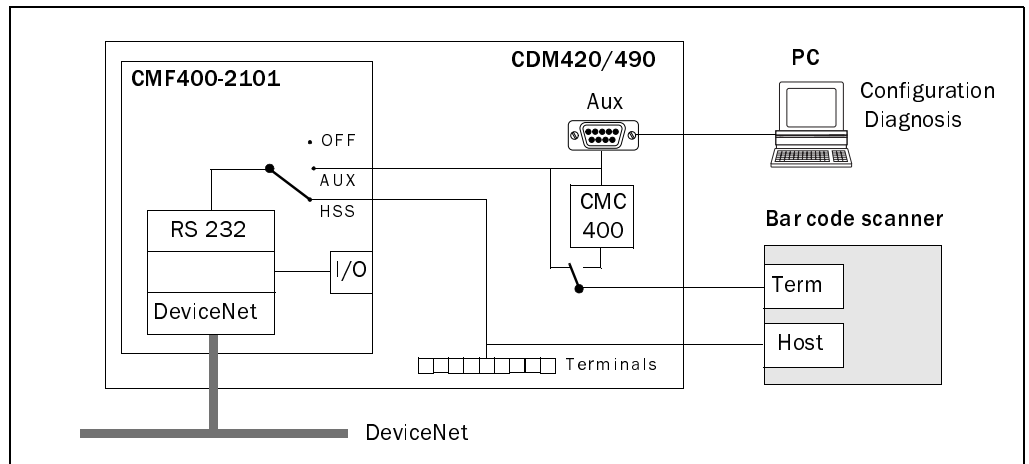 CMF400-2101
CDM420/490
PC
Configuration
Diagnosis
Aux
OFF
AUX
HSS
RS 232
I/O
DeviceNet
CMC
400
Bar code scanner
Term
Host
Terminals
DeviceNet